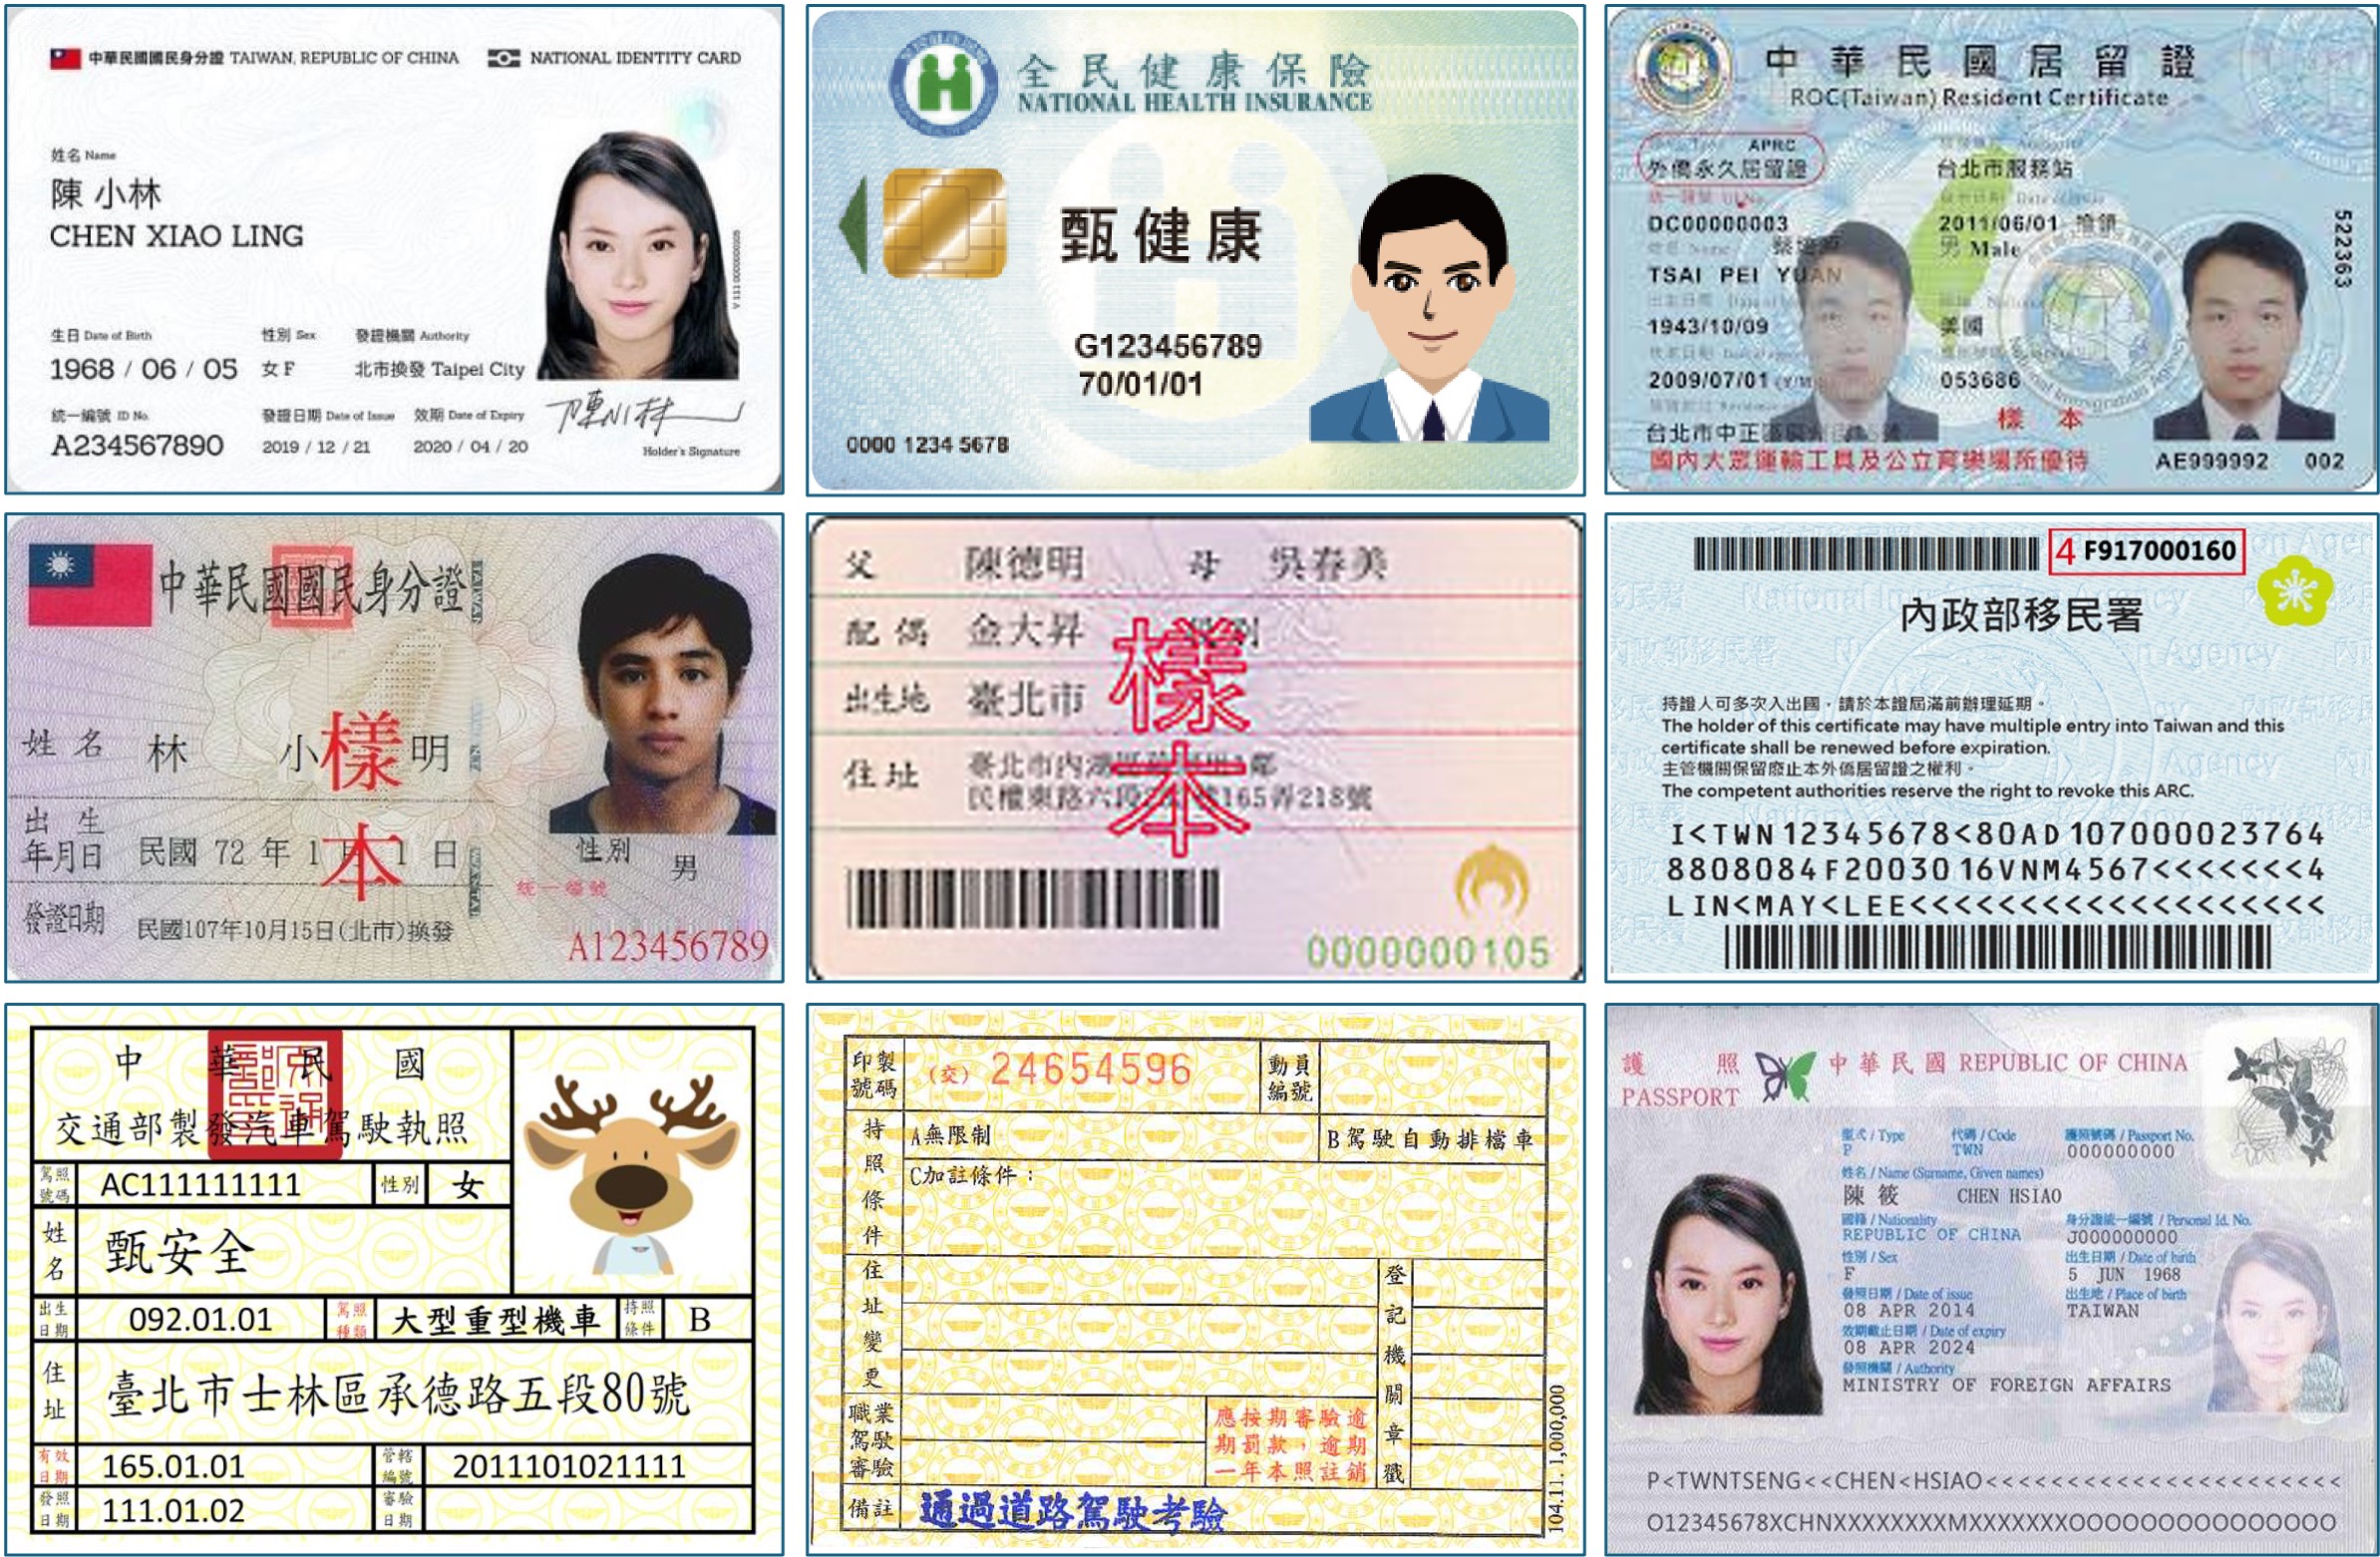 中華民國國民身分證 TAIWAN, REPUBLIC OF CHINA NATIONAL IDENTITY CARD
姓名 Name
陳 小林
CHEN XIAO LING
生日 Date of Birth 性別 Sex 發證機關 Authority
1968 / 06 / 05 女 F 北市換發 Taipei City
統一編號 ID No. 發證日期 Date of Issue 效期 Date of Expiry
A234567890 2019 / 12 / 21 2020 / 04 / 20
陳小林
Holder's Signature
全民健康保險
NATIONAL HEALTH INSURANCE
甄健康
G123456789
70/01/01
0000 1234 5678
中華民國居留證
ROC(Taiwan) Resident Certificate
APRC
外僑永久居留證 台北市服務站
DC00000003 2011/06/01
男 Male
TSAI PEI YUAN
1943/10/09 美國
2009/07/01 053686
樣 本
台北市中正區
國內大眾運輸工具及公立育樂場所優待
AE999992 002
522363
中華民國國民身分證
姓名 林 小 明
樣本
出生年月日 民國 72 年 1 月 1 日
性別 男
統一編號
發證日期 民國107年10月15日(北市)換發
A123456789
父 陳德明 母 吳春美
配偶 金大昇
出生地 臺北市
住址 臺北市內湖區
民權東路六段 165弄218號
樣本
0000000105
4 F917000160
內政部移民署
持證人可多次入出國，請於本證屆滿前辦理延期。
The holder of this certificate may have multiple entry into Taiwan and this
certificate shall be renewed before expiration.
主管機關保留廢止本外僑居留證之權利。
The competent authorities reserve the right to revoke this ARC.
I<TWN12345678<80AD107000023764
8808084F2003016VNM4567<<<<<<<4
LIN<MAY<LEE<<<<<<<<<<<<<<<<<<<
中華民國
交通部製發汽車駕駛執照
駕照號碼 AC111111111 性別 女
姓名 甄安全
出生日期 092.01.01 駕照種類 大型重型機車 持照條件 B
住址 臺北市士林區承德路五段80號
有效日期 165.01.01 管轄編號 2011101021111
發照日期 111.01.02 審驗日期
印製號碼 (交) 24654596 動員編號
持照條件 A無限制 B駕駛自動排檔車
C加註條件：
住址變更 登記機關章戳
職業駕駛審驗
應按期審驗逾
期罰款，逾期
一年本照註銷
備註 通過道路駕駛考驗
104.11. 1,000,000
護照 中華民國 REPUBLIC OF CHINA
PASSPORT
型式 / Type 代碼 / Code 護照號碼 / Passport No.
P TWN 000000000
姓名 / Name (Surname, Given names)
陳筱 CHEN HSIAO
國籍 / Nationality 身分證統一編號 / Personal Id. No.
REPUBLIC OF CHINA J000000000
性別 / Sex 出生日期 / Date of birth
F 5 JUN 1968
發照日期 / Date of issue 出生地 / Place of birth
08 APR 2014 TAIWAN
效期截止日期 / Date of expiry
08 APR 2024
發照機關 / Authority
MINISTRY OF FOREIGN AFFAIRS
P<TWNTSENG<<CHEN<HSIAO<<<<<<<<<<<<<<<<<<<<<<
O12345678XCHNXXXXXXXXMXXXXXXXOOOOOOOOOOOOOOO